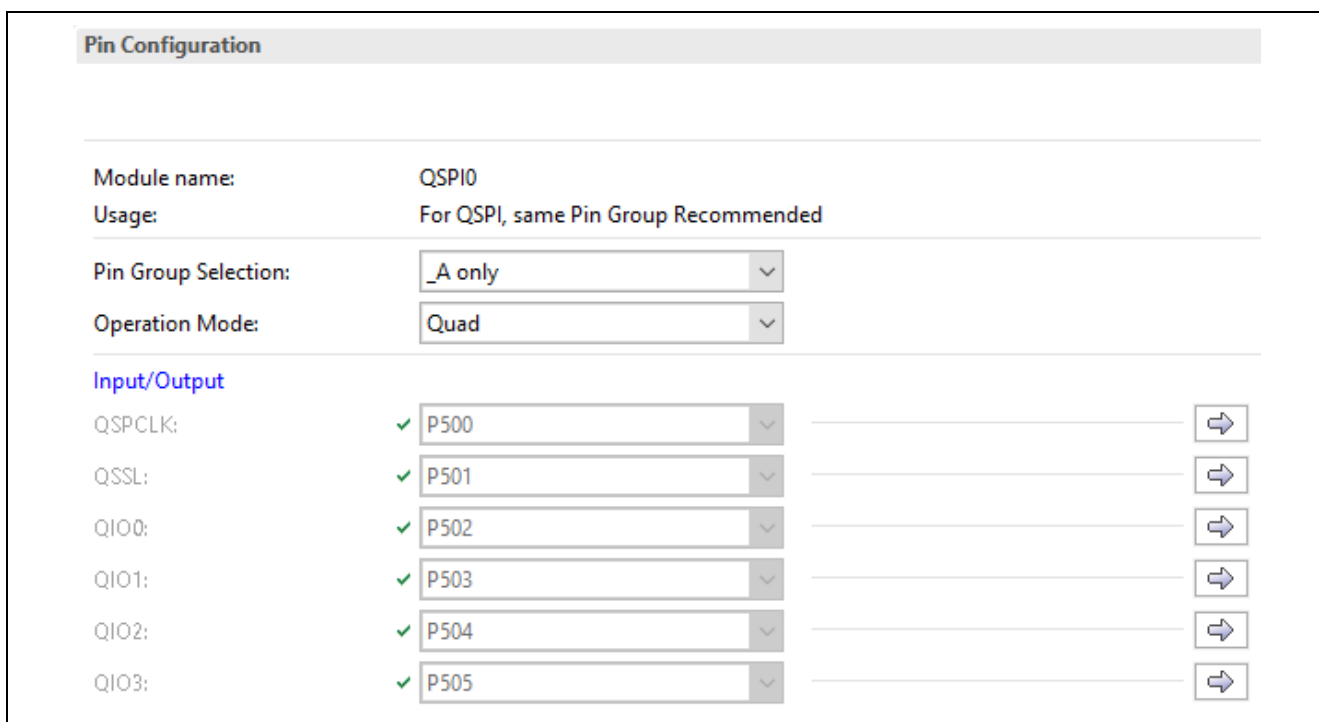 Pin Configuration
Module name: QSPI0
Usage: For QSPI, same Pin Group Recommended
Pin Group Selection: _A only
Operation Mode: Quad
Input/Output
QSPCLK: P500
QSSL: P501
QIO0: P502
QIO1: P503
QIO2: P504
QIO3: P505